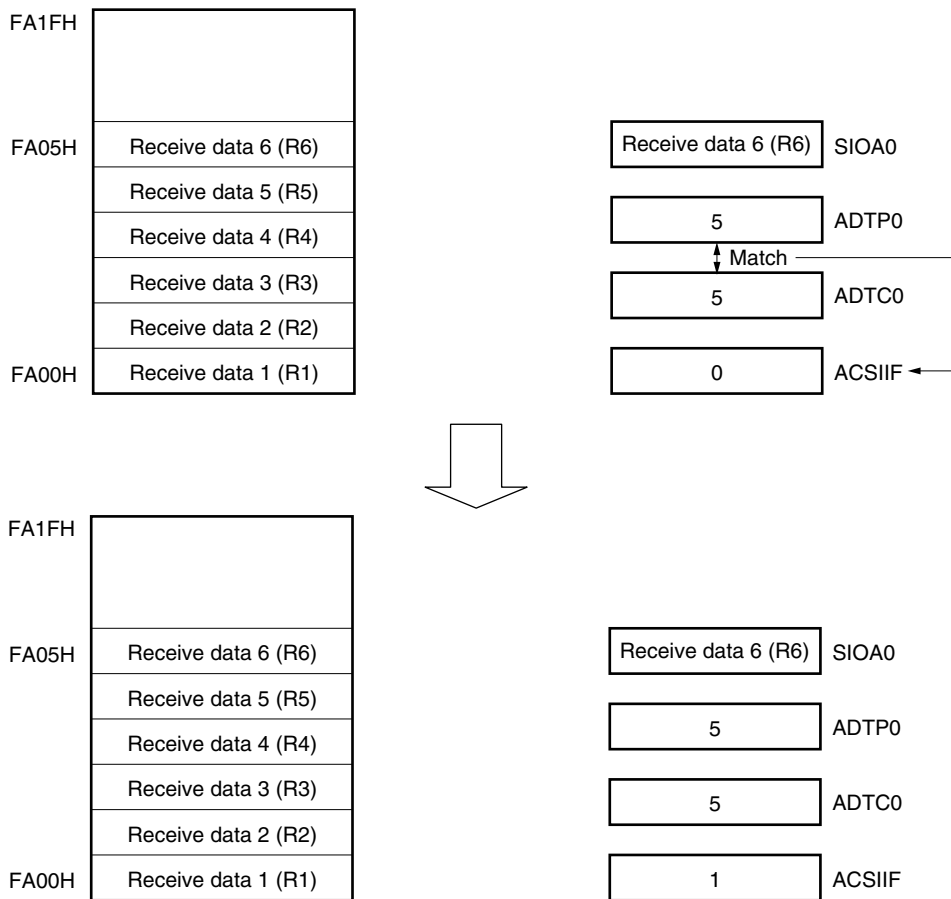 FA1FH
FA05H Receive data 6 (R6) Receive data 6 (R6) SIOA0
Receive data 5 (R5)
5 ADTP0
Receive data 4 (R4)
Match
Receive data 3 (R3)
5 ADTC0
Receive data 2 (R2)
FA00H Receive data 1 (R1) 0 ACSIIF
FA1FH
FA05H Receive data 6 (R6) Receive data 6 (R6) SIOA0
Receive data 5 (R5)
5 ADTP0
Receive data 4 (R4)
Receive data 3 (R3)
5 ADTC0
Receive data 2 (R2)
FA00H Receive data 1 (R1) 1 ACSIIF